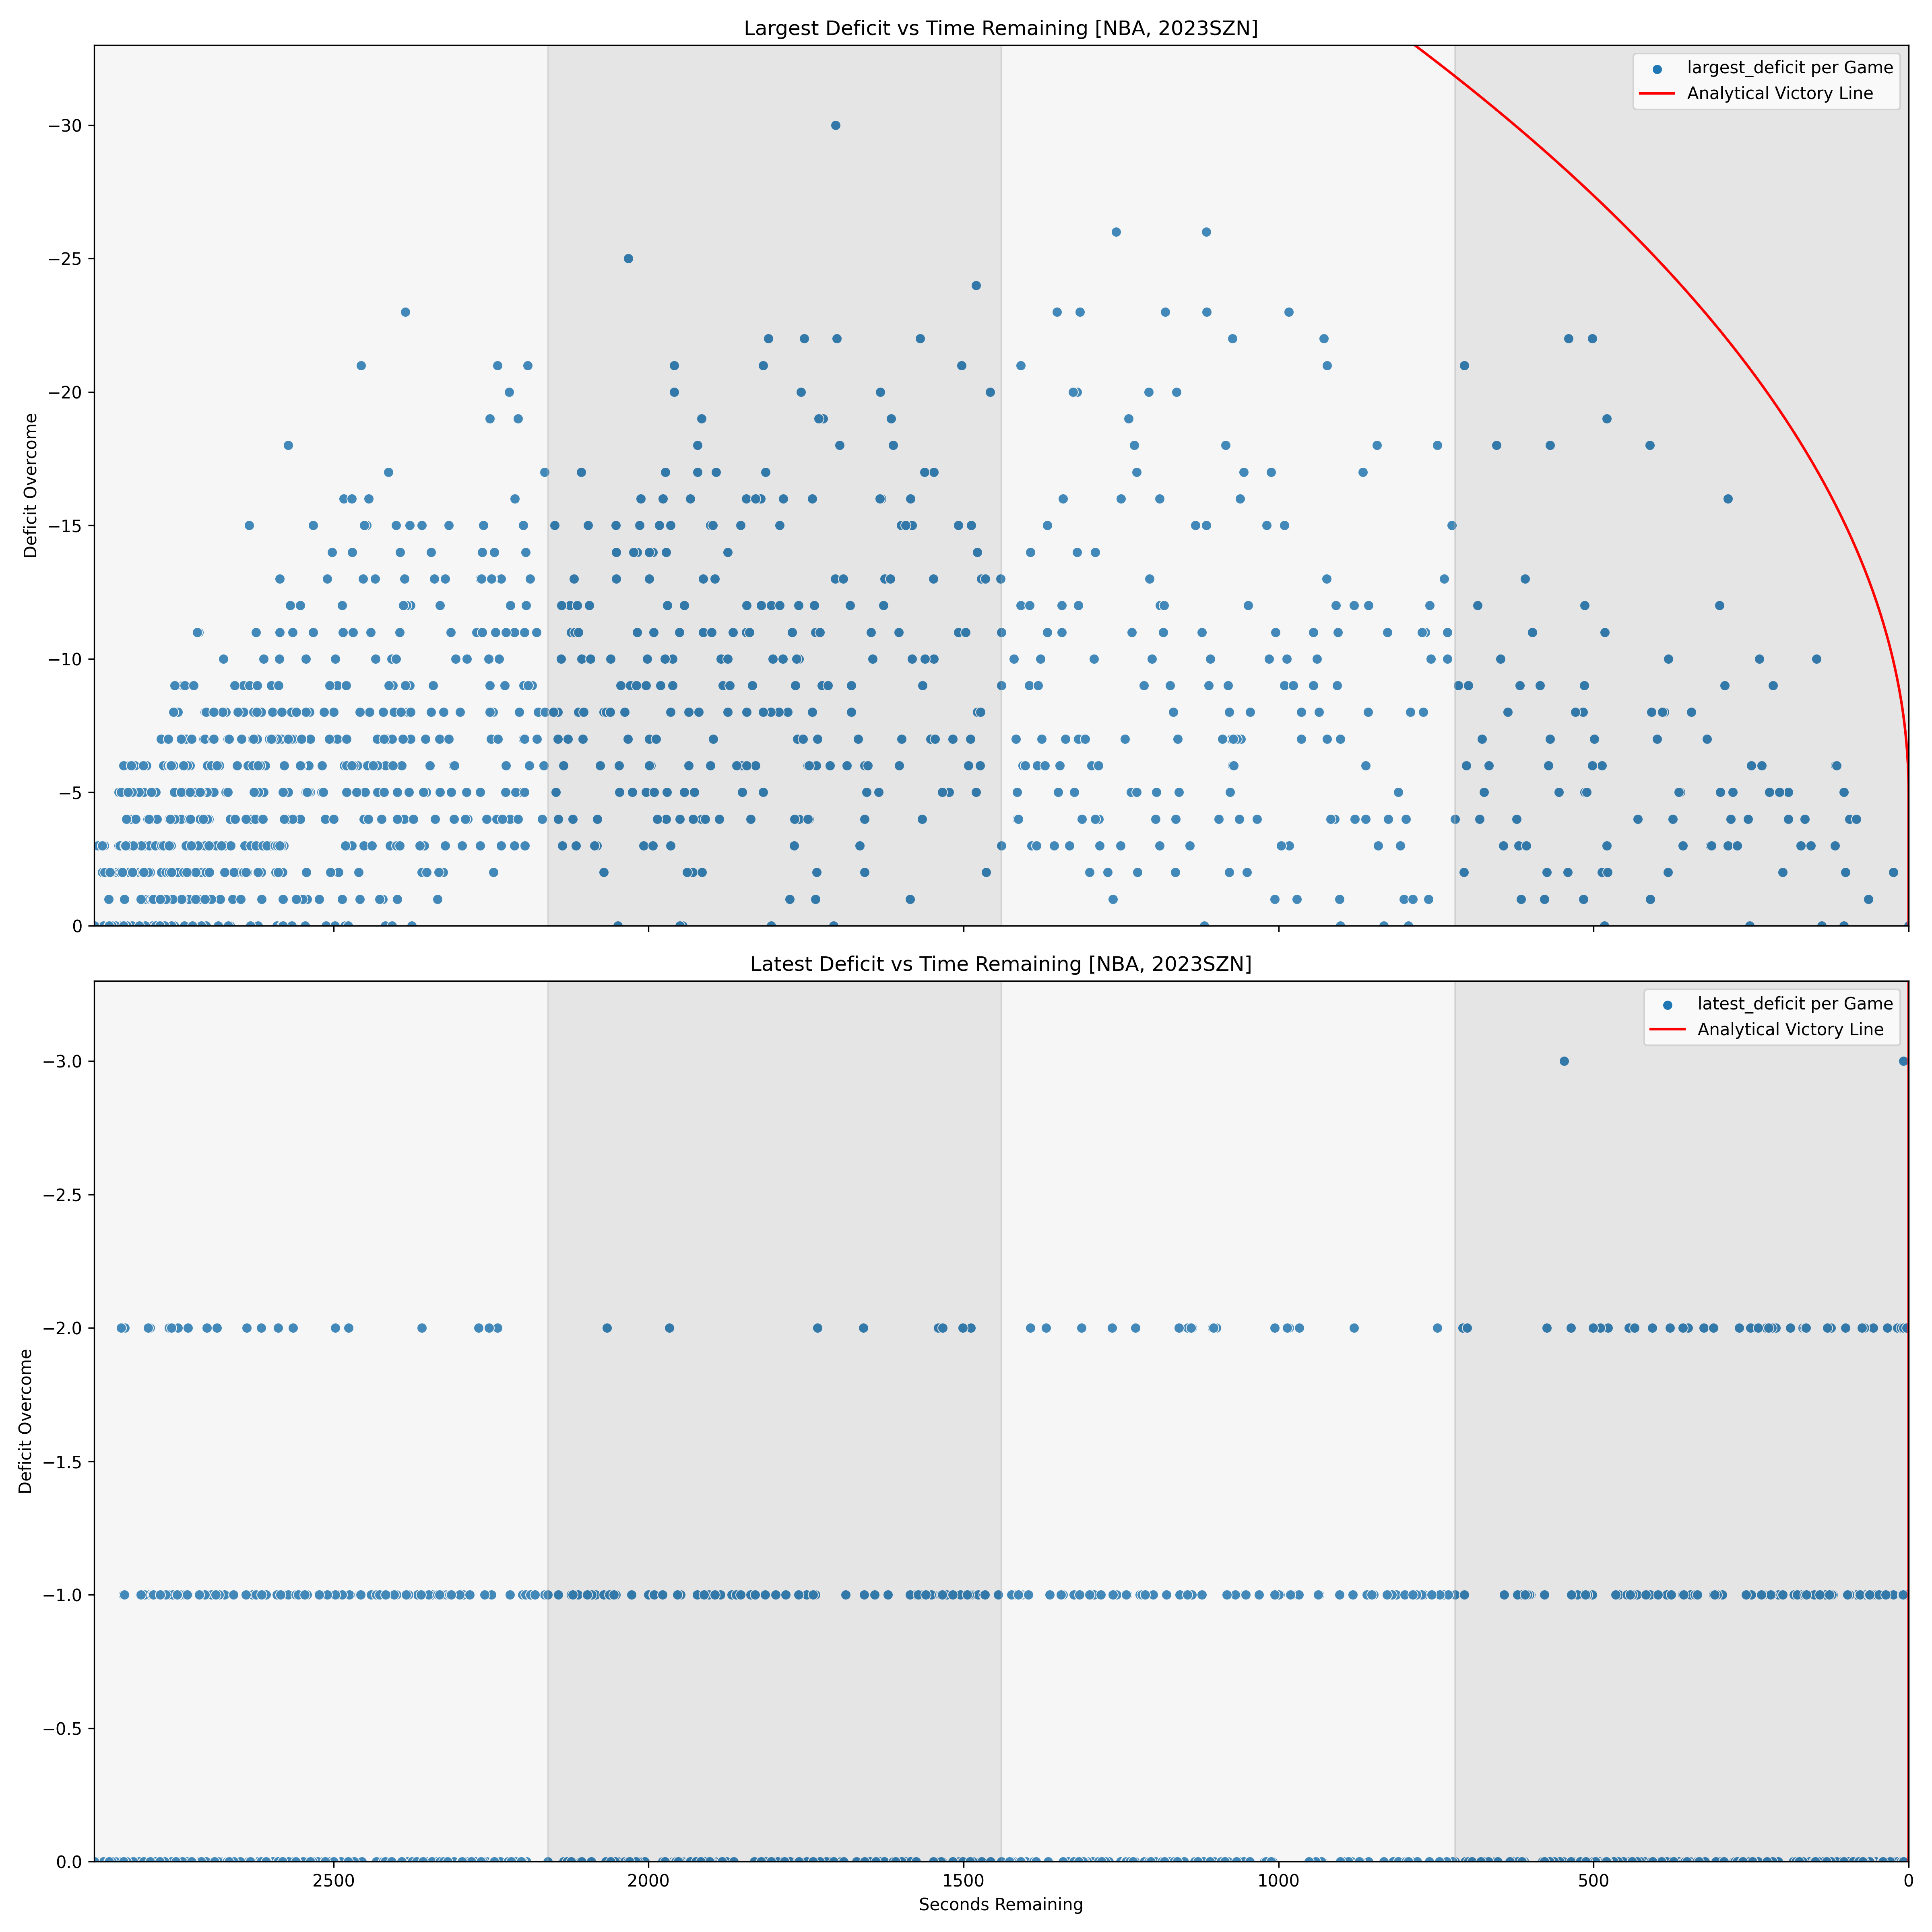 Largest Deficit vs Time Remaining [NBA, 2023SZN]
largest_deficit per Game
Analytical Victory Line
Deficit Overcome
−30
−25
−20
−15
−10
−5
0
2500
2000
1500
1000
500
0
Latest Deficit vs Time Remaining [NBA, 2023SZN]
latest_deficit per Game
Analytical Victory Line
Deficit Overcome
−3.0
−2.5
−2.0
−1.5
−1.0
−0.5
0.0
Seconds Remaining